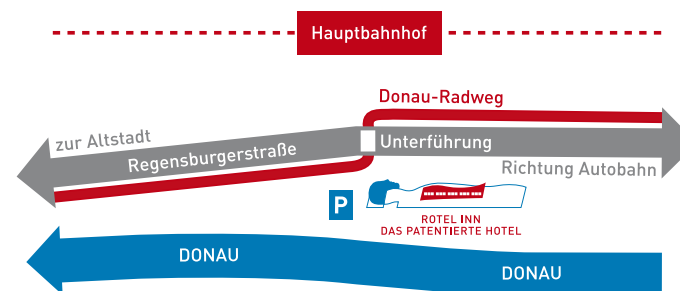 Hauptbahnhof
Donau-Radweg
zur Altstadt
Regensburgerstraße
Unterführung
Richtung Autobahn
P
ROTEL INN
DAS PATENTIERTE HOTEL
DONAU
DONAU